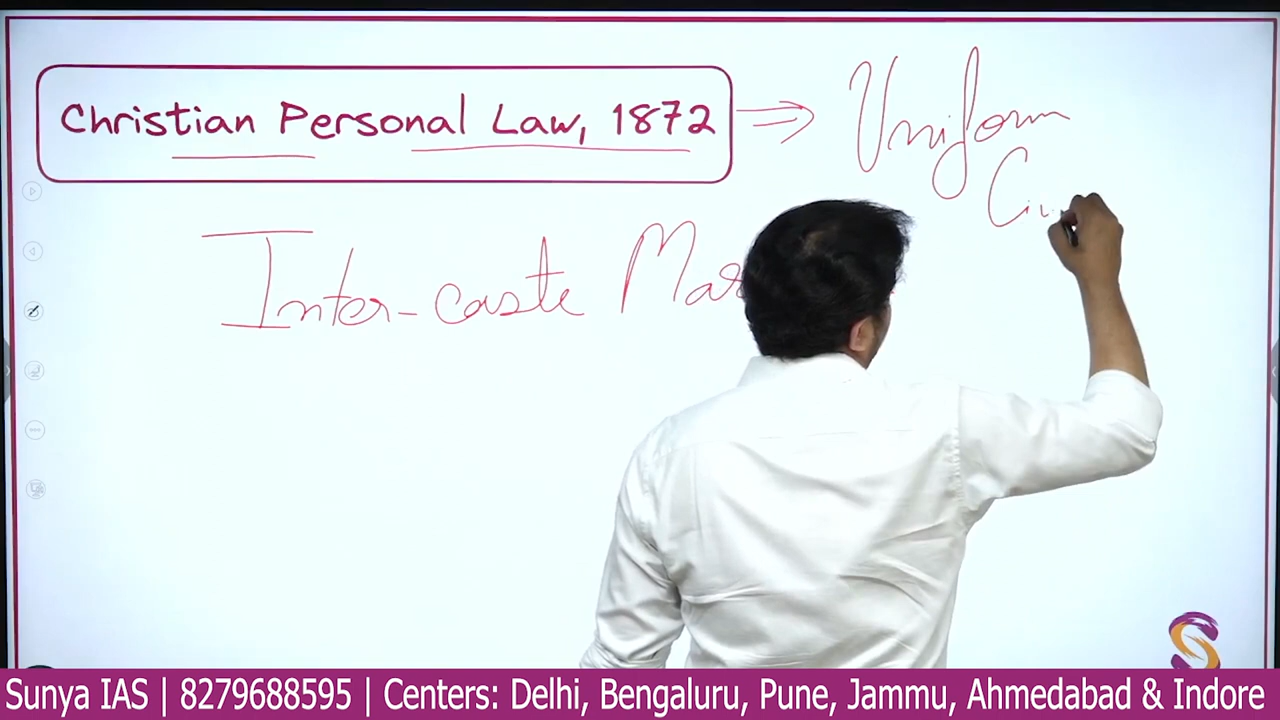 Christian Personal Law, 1872
Uniform
Inter-caste
Sunya IAS | 8279688595 | Centers: Delhi, Bengaluru, Pune, Jammu, Ahmedabad & Indore